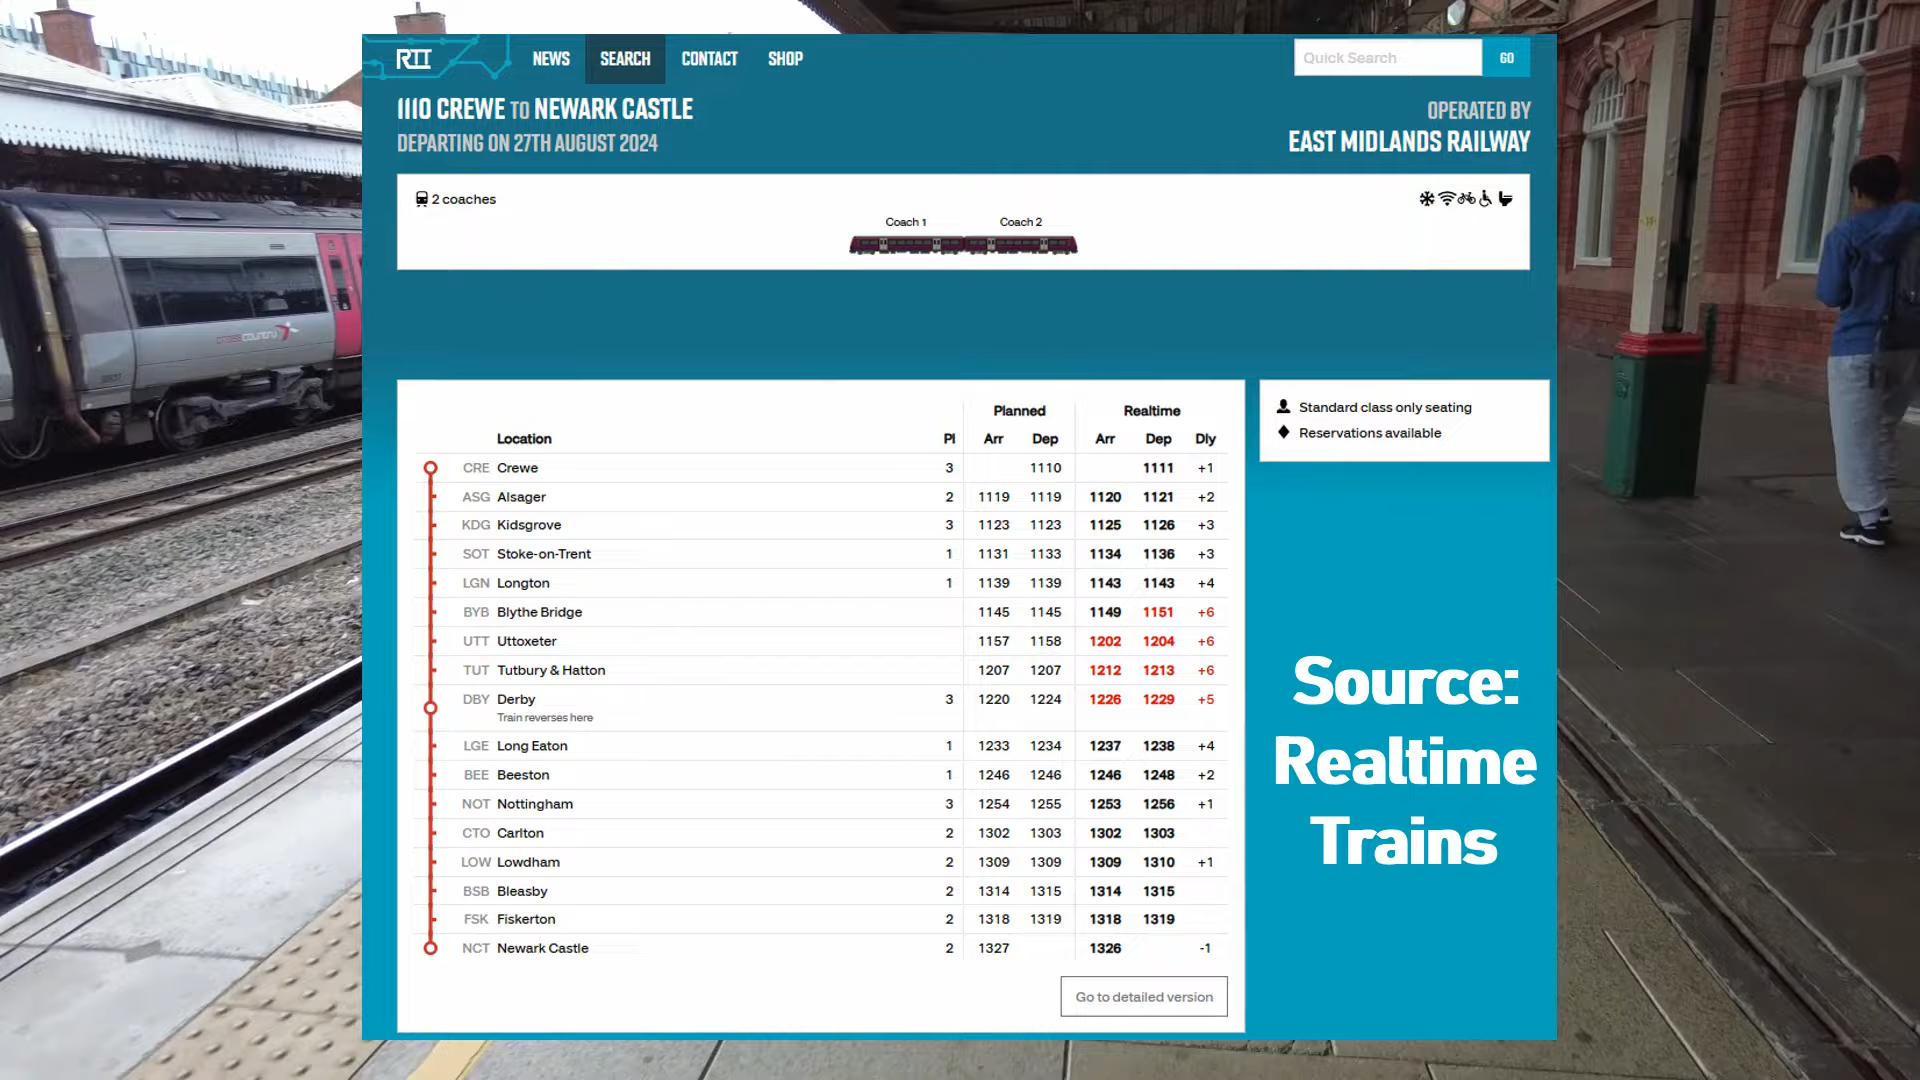 RTT NEWS SEARCH CONTACT SHOP Quick Search GO
1110 CREWE TO NEWARK CASTLE
DEPARTING ON 27TH AUGUST 2024
OPERATED BY
EAST MIDLANDS RAILWAY
2 coaches
Coach 1 Coach 2
Planned Realtime
Location Pl Arr Dep Arr Dep Dly
CRE Crewe 3 1110 1111 +1
ASG Alsager 2 1119 1119 1120 1121 +2
KDG Kidsgrove 3 1123 1123 1125 1126 +3
SOT Stoke-on-Trent 1 1131 1133 1134 1136 +3
LGN Longton 1 1139 1139 1143 1143 +4
BYB Blythe Bridge 1145 1145 1149 1151 +6
UTT Uttoxeter 1157 1158 1202 1204 +6
TUT Tutbury & Hatton 1207 1207 1212 1213 +6
DBY Derby 3 1220 1224 1226 1229 +5
Train reverses here
LGE Long Eaton 1 1233 1234 1237 1238 +4
BEE Beeston 1 1246 1246 1246 1248 +2
NOT Nottingham 3 1254 1255 1253 1256 +1
CTO Carlton 2 1302 1303 1302 1303
LOW Lowdham 2 1309 1309 1309 1310 +1
BSB Bleasby 2 1314 1315 1314 1315
FSK Fiskerton 2 1318 1319 1318 1319
NCT Newark Castle 2 1327 1326 -1
Go to detailed version
Standard class only seating
Reservations available
Source:
Realtime
Trains
crosscountry